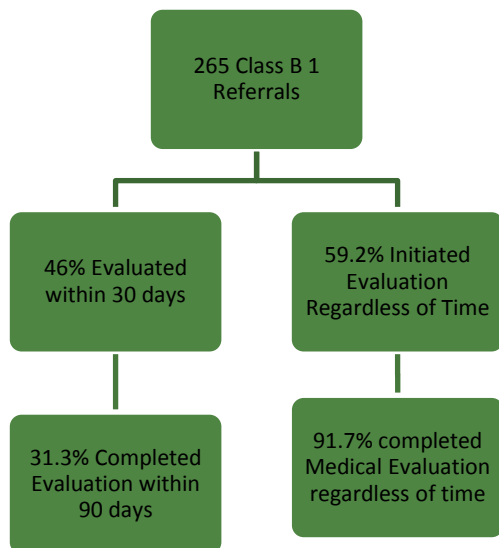 265 Class B 1
Referrals
46% Evaluated
within 30 days
59.2% Initiated
Evaluation
Regardless of Time
31.3% Completed
Evaluation within
90 days
91.7% completed
Medical Evaluation
regardless of time